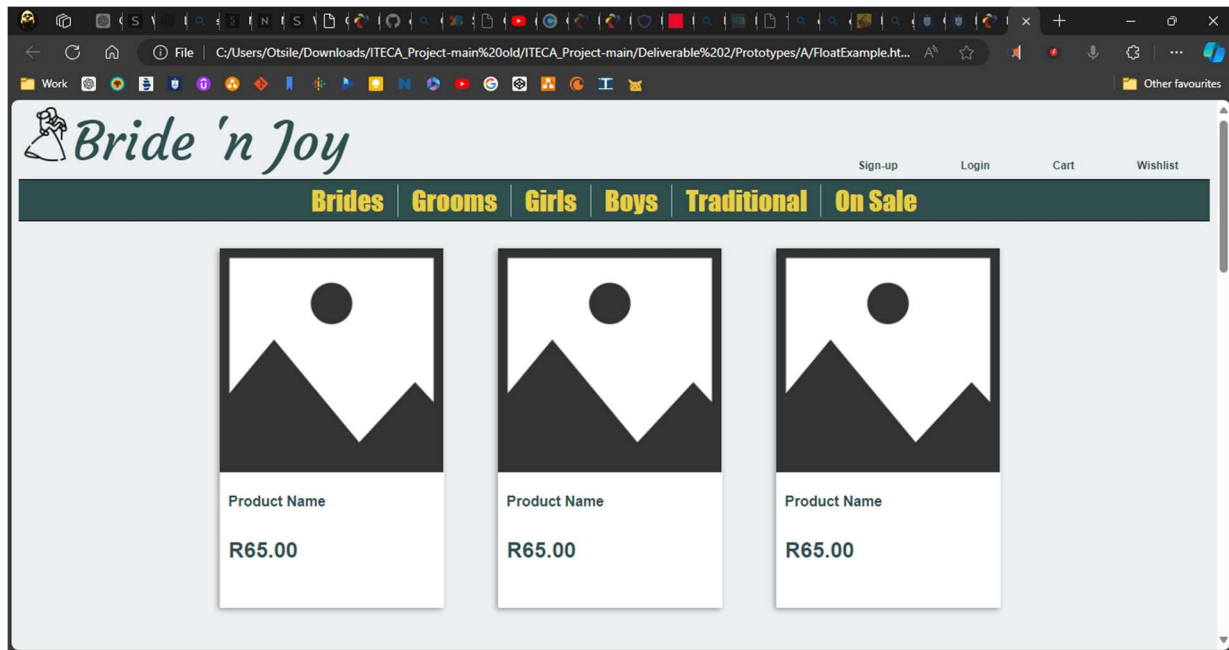 File C:/Users/Otsile/Downloads/ITECA_Project-main%20old/ITECA_Project-main/Deliverable%202/Prototypes/A/FloatExample.ht...
Work
Other favourites
Bride 'n Joy
Sign-up Login Cart Wishlist
Brides Grooms Girls Boys Traditional On Sale
Product Name Product Name Product Name
R65.00 R65.00 R65.00